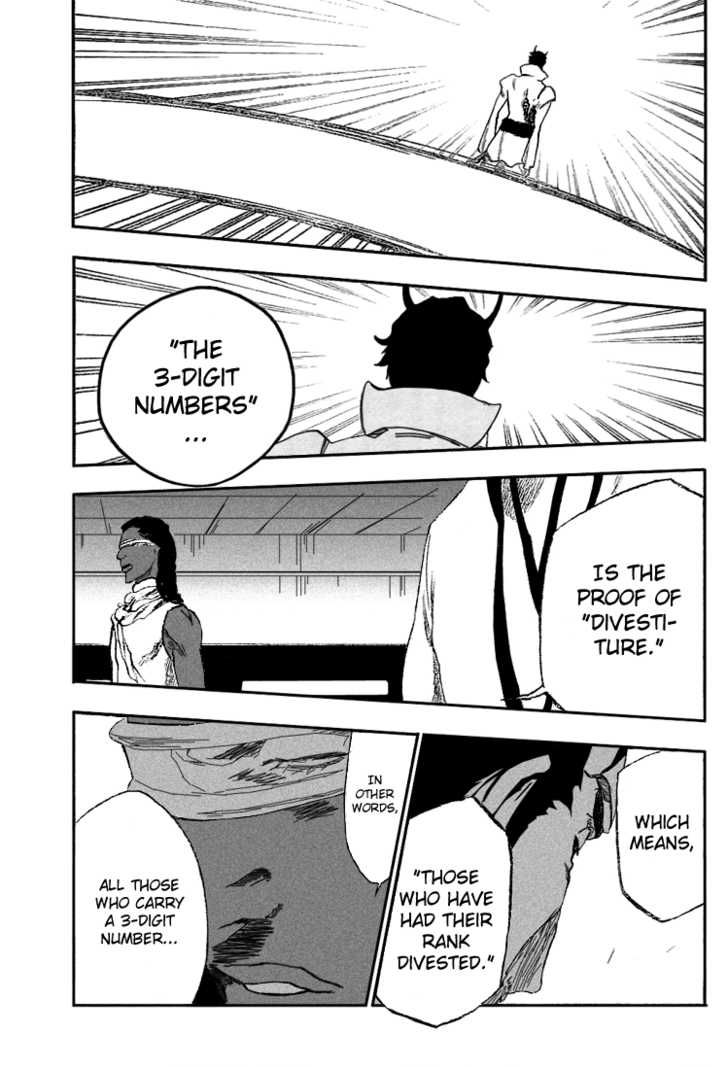 "THE
3-DIGIT
NUMBERS"
...
IS THE
PROOF OF
"DIVESTI-
TURE."
WHICH
MEANS,
"THOSE
WHO HAVE
HAD THEIR
RANK
DIVESTED."
IN
OTHER
WORDS,
ALL THOSE
WHO CARRY
A 3-DIGIT
NUMBER...